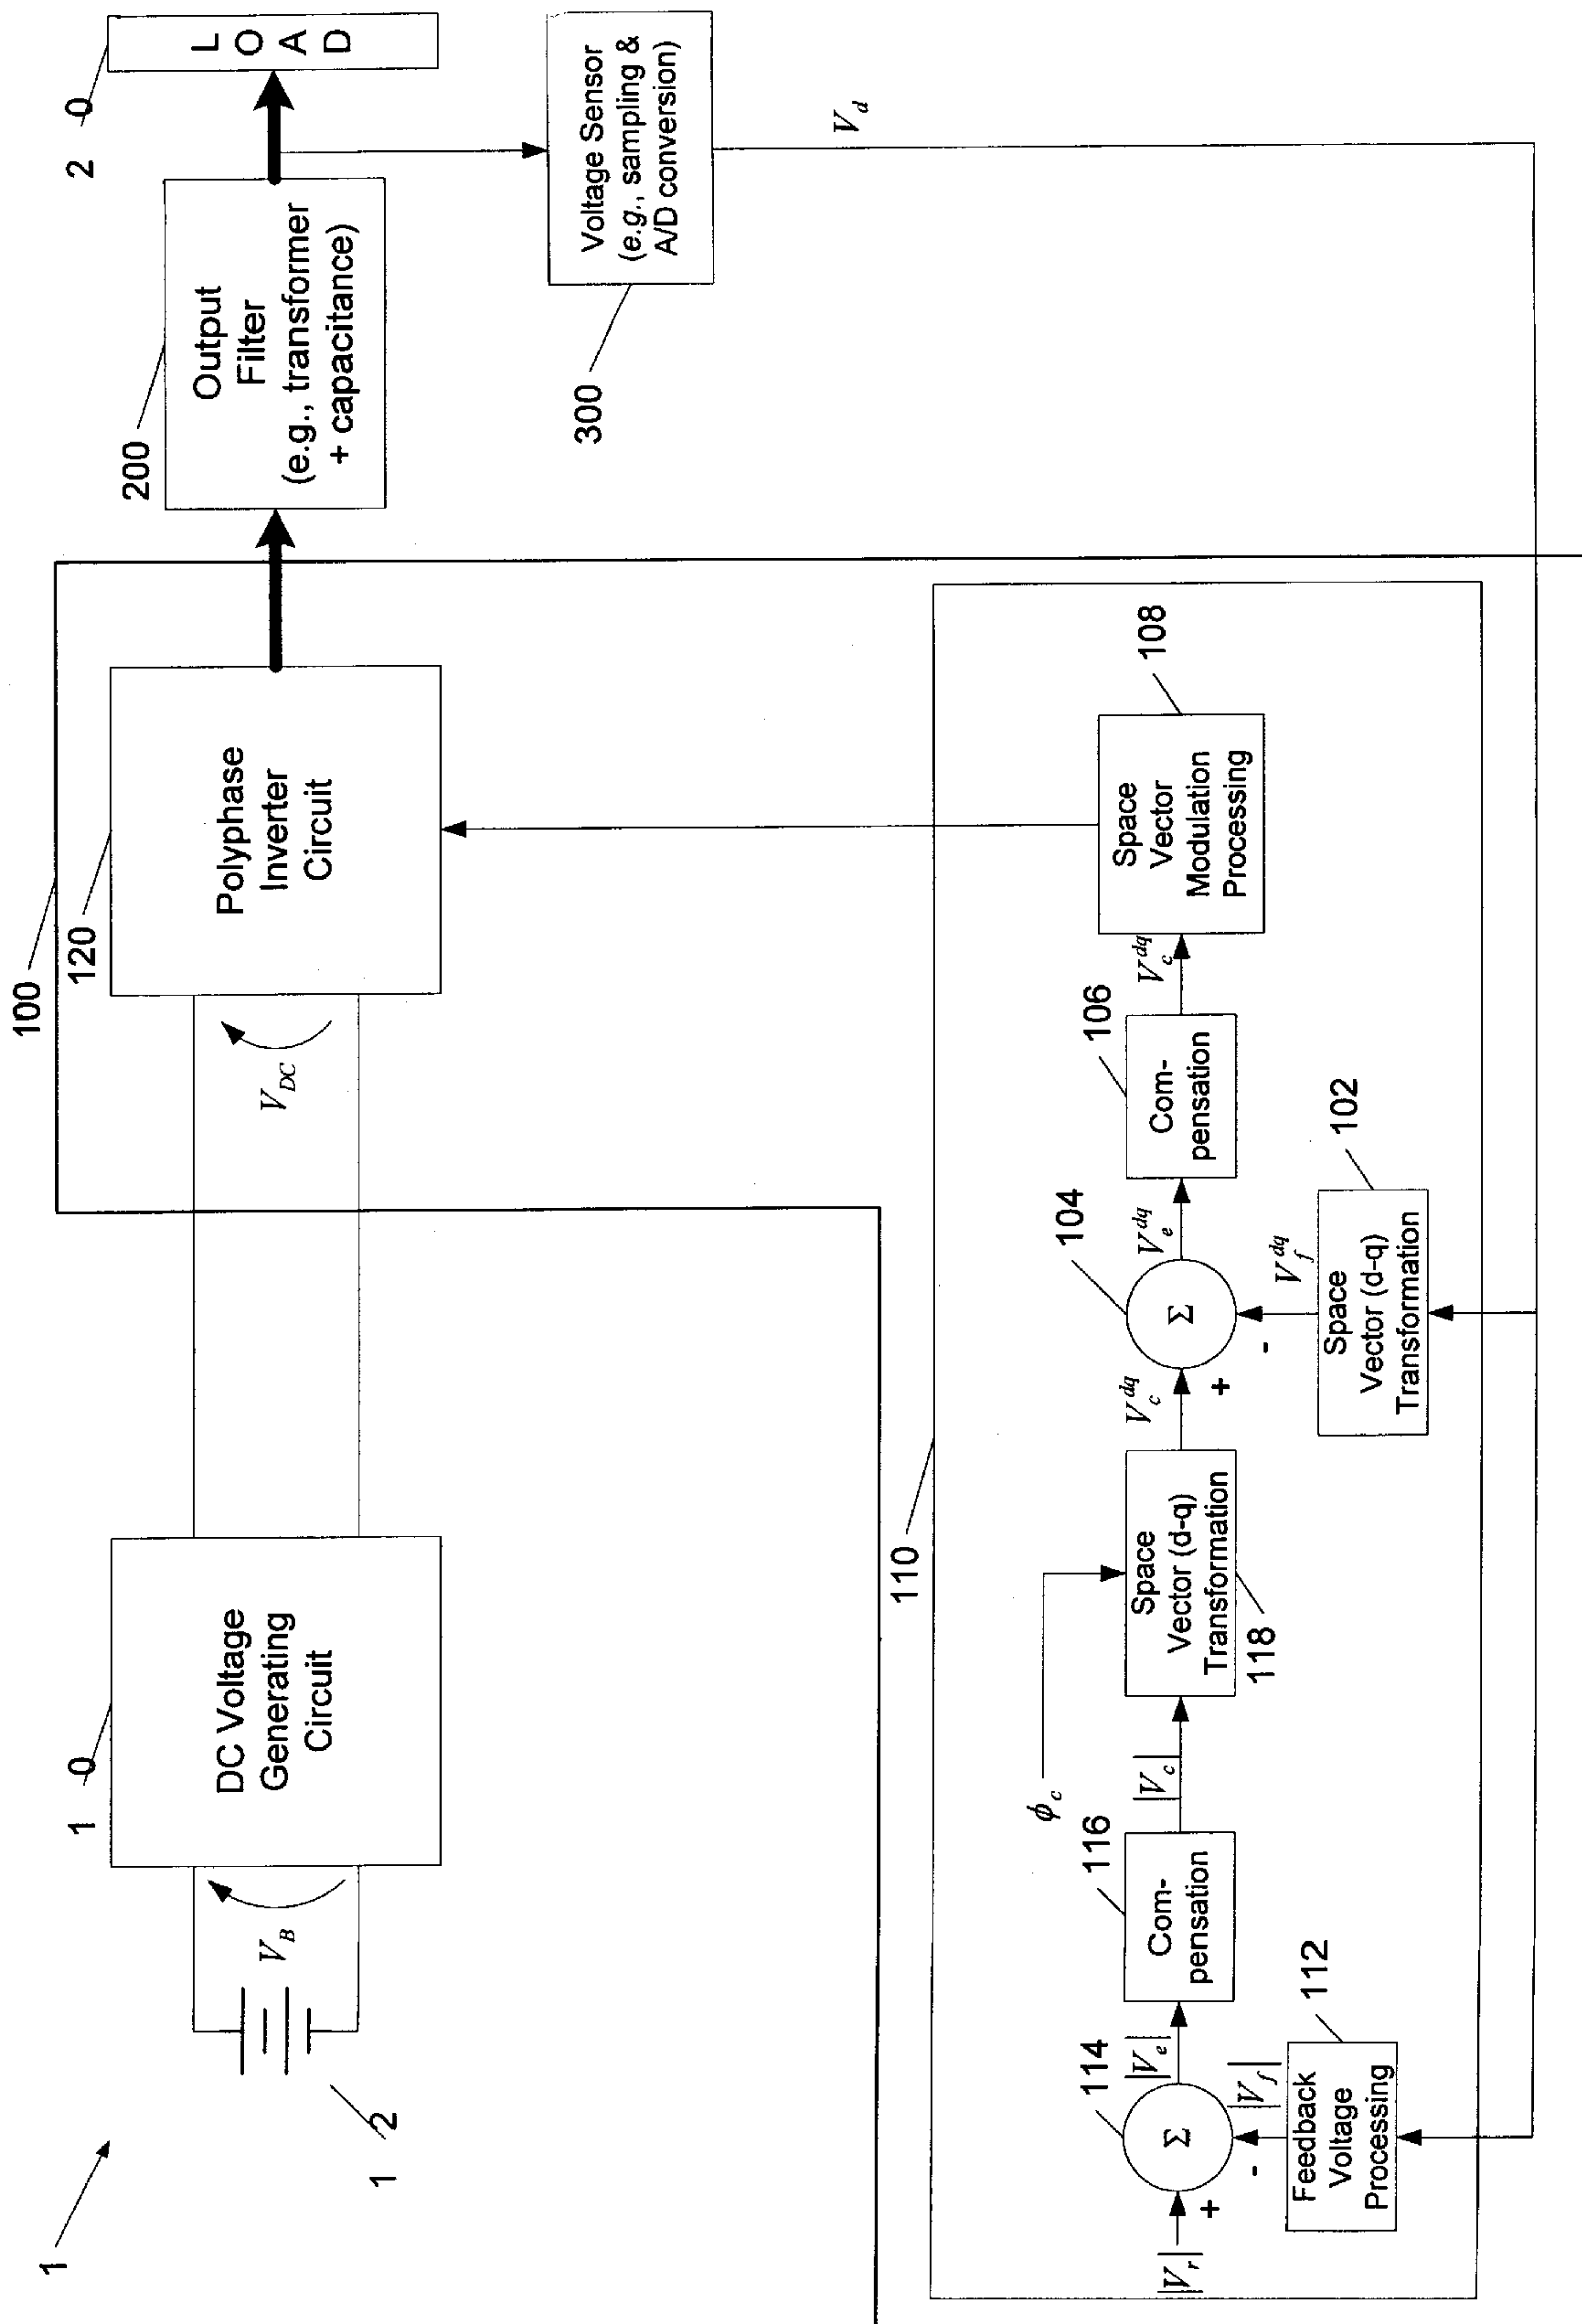 1
1 2
V_B
1 0
DC Voltage
Generating
Circuit
V_DC
100
120
Polyphase
Inverter
Circuit
200
Output
Filter
(e.g., transformer
+ capacitance)
2 0
L
O
A
D
300
Voltage Sensor
(e.g., sampling &
A/D conversion)
V_d
110
|V_r|
+
-
Σ
114
|V_e|
|V_f|
112
Feedback
Voltage
Processing
116
Com-
pensation
|V_c|
ϕ_c
Space
Vector (d-q)
Transformation
118
V_c^dq
+
-
Σ
104
V_e^dq
V_f^dq
102
Space
Vector (d-q)
Transformation
106
Com-
pensation
V_c^dq
108
Space
Vector
Modulation
Processing